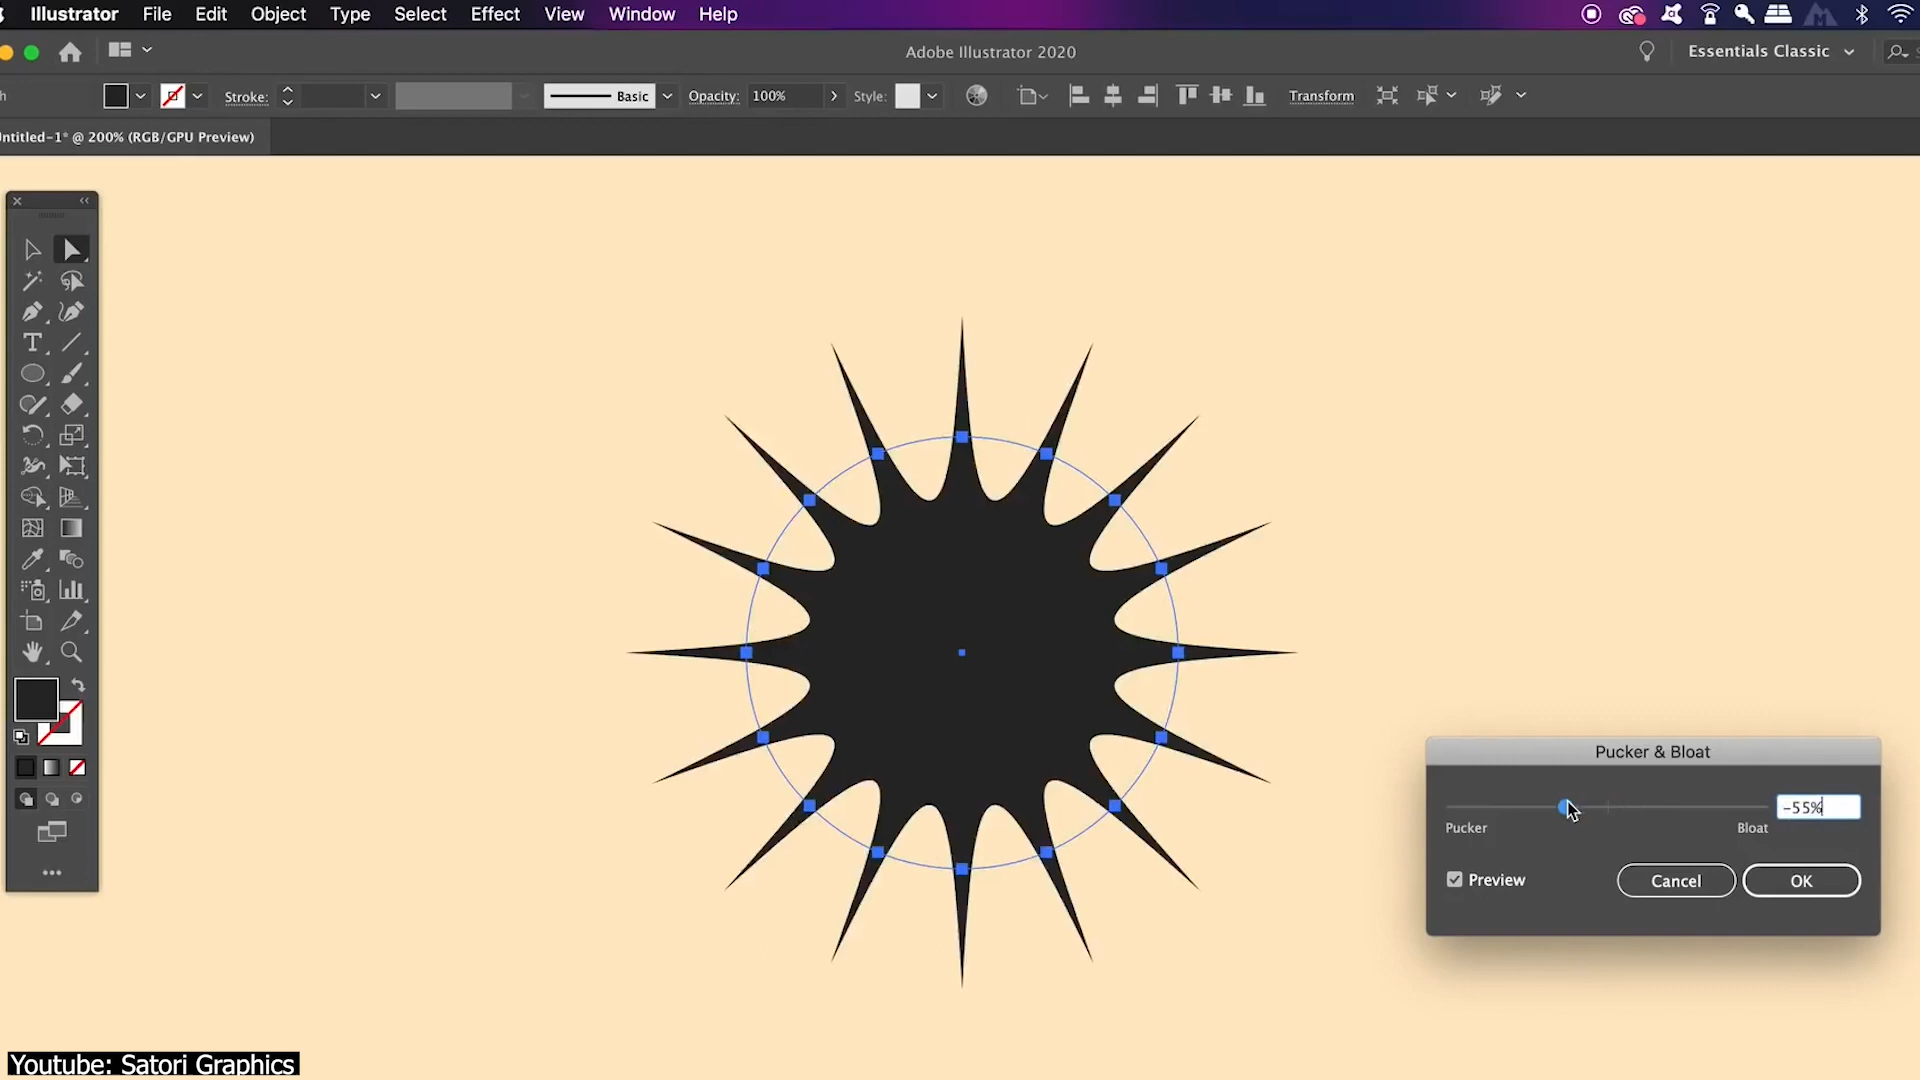 Illustrator File Edit Object Type Select Effect View Window Help
Adobe Illustrator 2020
Essentials Classic
h Stroke: Basic Opacity: 100% Style: Transform
ntitled-1* @ 200% (RGB/GPU Preview)
Pucker & Bloat
-55%
Pucker Bloat
Preview Cancel OK
Youtube: Satori Graphics